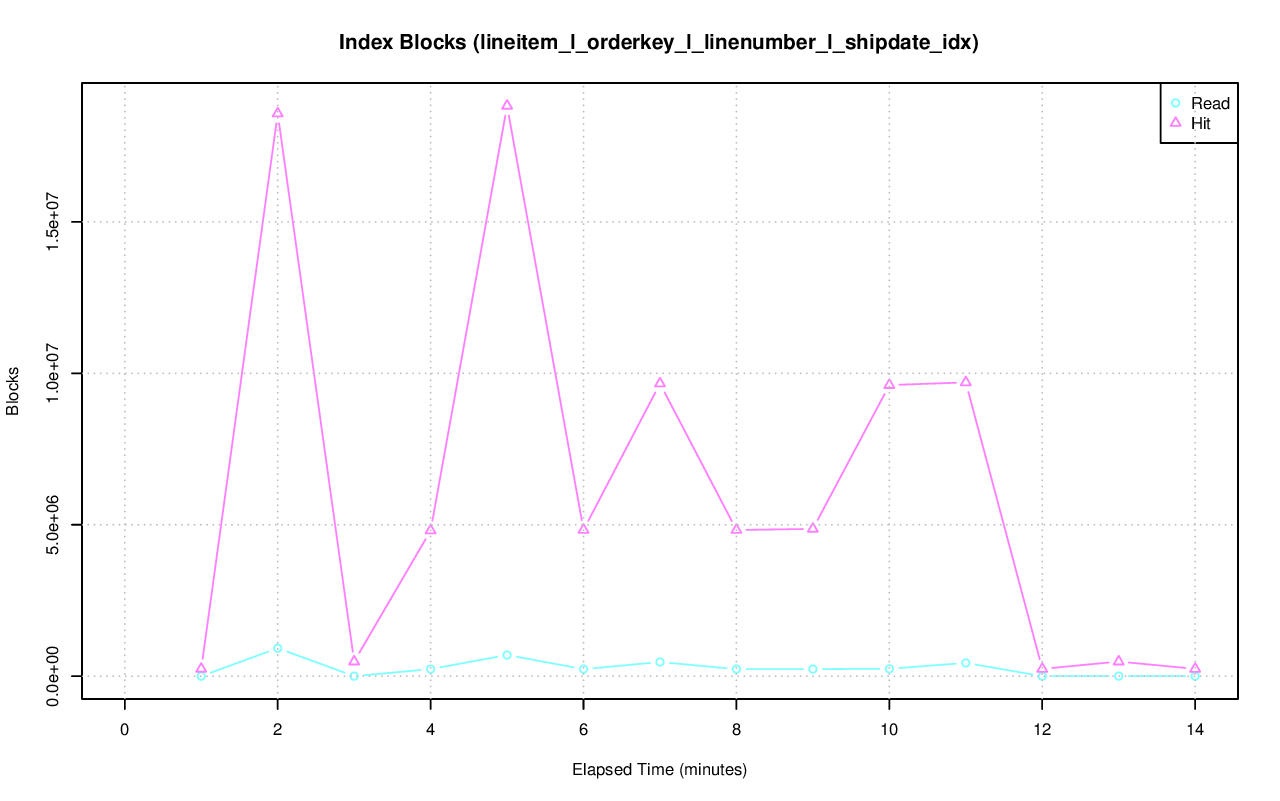 Index Blocks (lineitem_l_orderkey_l_linenumber_l_shipdate_idx)
Read
Hit
Blocks
1.5e+07
1.0e+07
5.0e+06
0.0e+00
0 2 4 6 8 10 12 14
Elapsed Time (minutes)